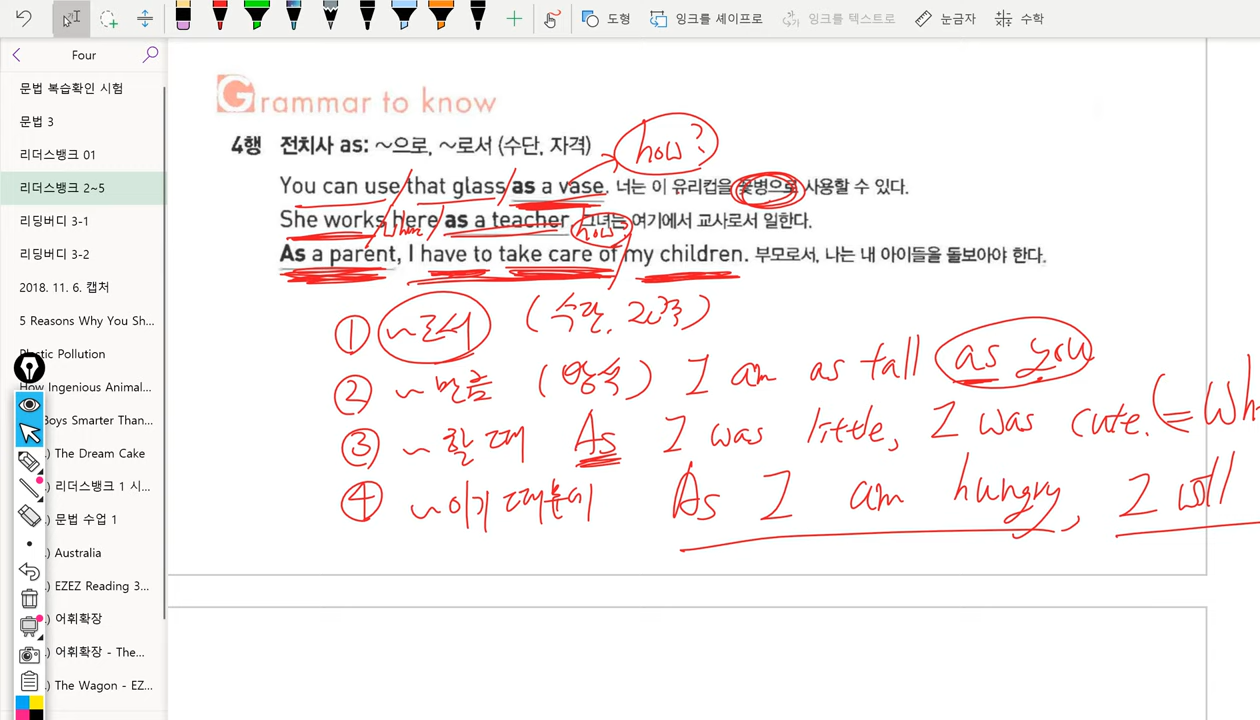 도형
잉크를 셰이프로
잉크를 텍스트로
눈금자
수학
Four
문법 복습확인 시험
문법 3
리더스뱅크 01
리더스뱅크 2~5
리딩버디 3-1
리딩버디 3-2
2018. 11. 6. 캡처
5 Reasons Why You Sh...
Plastic Pollution
How Ingenious Animal...
Boys Smarter Than...
.) The Dream Cake
.) 리더스뱅크 1 시...
.) 문법 수업 1
.) Australia
.) EZEZ Reading 3...
.) 어휘확장
.) 어휘확장 - The...
.) The Wagon - EZ...
Grammar to know
4행 전치사 as: ~으로, ~로서 (수단, 자격)
how?
You can use that glass as a vase. 너는 이 유리컵을 꽃병으로 사용할 수 있다.
She works here as a teacher 그녀는 여기에서 교사로서 일한다.
how?
As a parent, I have to take care of my children. 부모로서, 나는 내 아이들을 돌보아야 한다.
① ~로서 (수단,
② ~만큼 I am as tall as you
③ ~할 때 As I was little, I was cute. (= Wh
④ ~이기 때문에 As I am hungry, I will